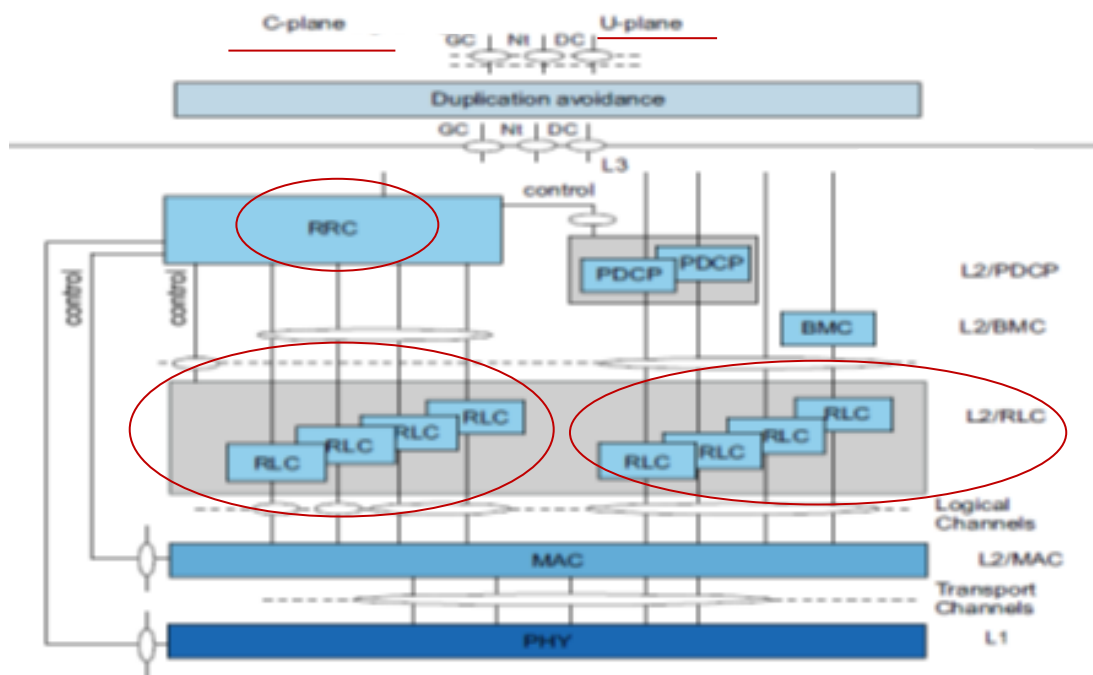 C-plane U-plane
GC Nt DC
Duplication avoidance
GC Nt DC
L3
control
RRC
PDCP PDCP L2/PDCP
control control
BMC L2/BMC
RLC RLC RLC RLC RLC RLC RLC RLC L2/RLC
Logical
Channels
MAC L2/MAC
Transport
Channels
PHY L1